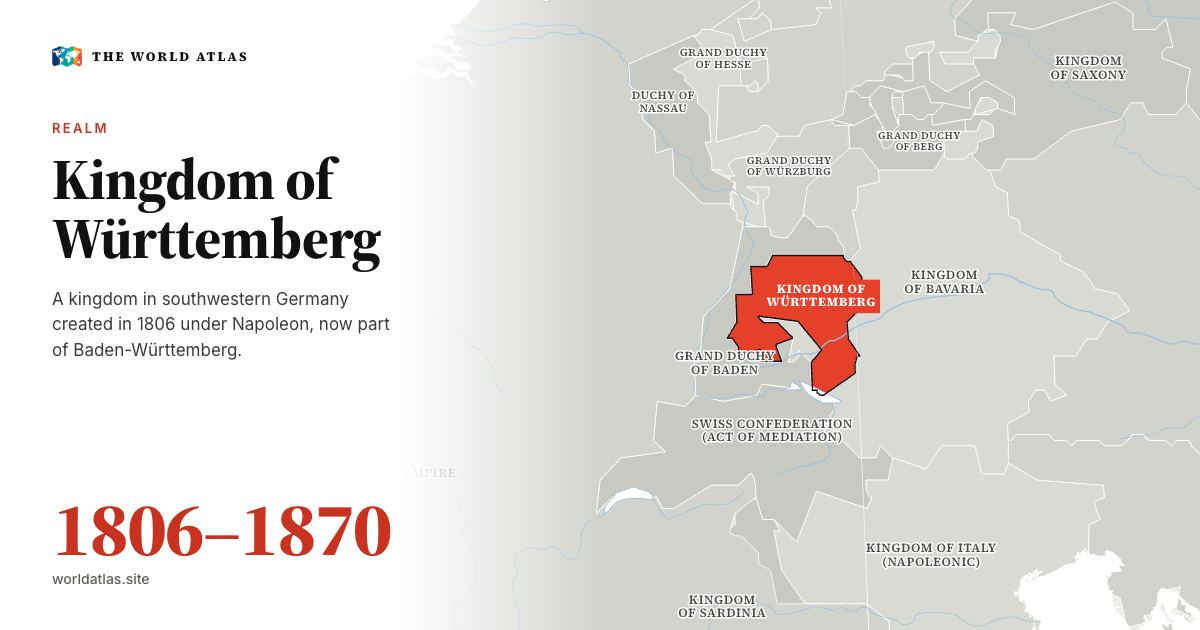 THE WORLD ATLAS
REALM
Kingdom of
Württemberg
A kingdom in southwestern Germany
created in 1806 under Napoleon, now part
of Baden-Württemberg.
1806–1870
worldatlas.site
GRAND DUCHY
OF HESSE
KINGDOM
OF SAXONY
DUCHY OF
NASSAU
GRAND DUCHY
OF BERG
GRAND DUCHY
OF WÜRZBURG
KINGDOM
OF BAVARIA
KINGDOM OF
WÜRTTEMBERG
GRAND DUCHY
OF BADEN
SWISS CONFEDERATION
(ACT OF MEDIATION)
EMPIRE
KINGDOM OF ITALY
(NAPOLEONIC)
KINGDOM
OF SARDINIA